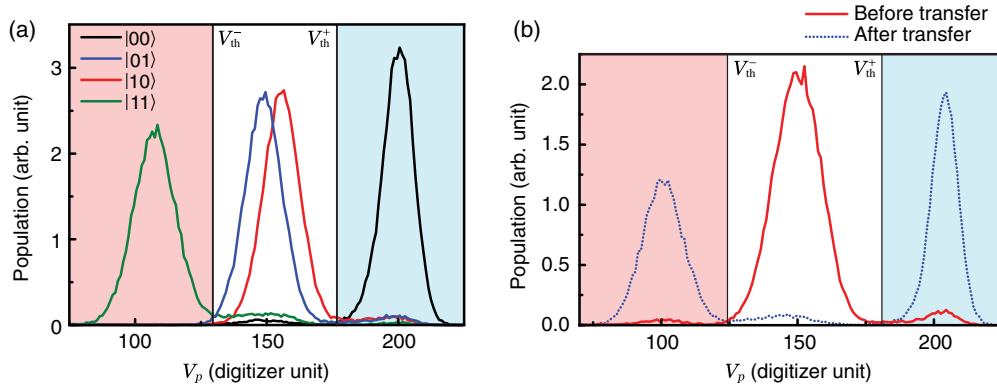 (a)
|00⟩
|01⟩
|10⟩
|11⟩
V_th^-
V_th^+
3
2
1
0
Population (arb. unit)
100
150
200
V_p (digitizer unit)
Before transfer
After transfer
(b)
V_th^-
V_th^+
2.0
1.5
1.0
0.5
0.0
Population (arb. unit)
100
150
200
V_p (digitizer unit)